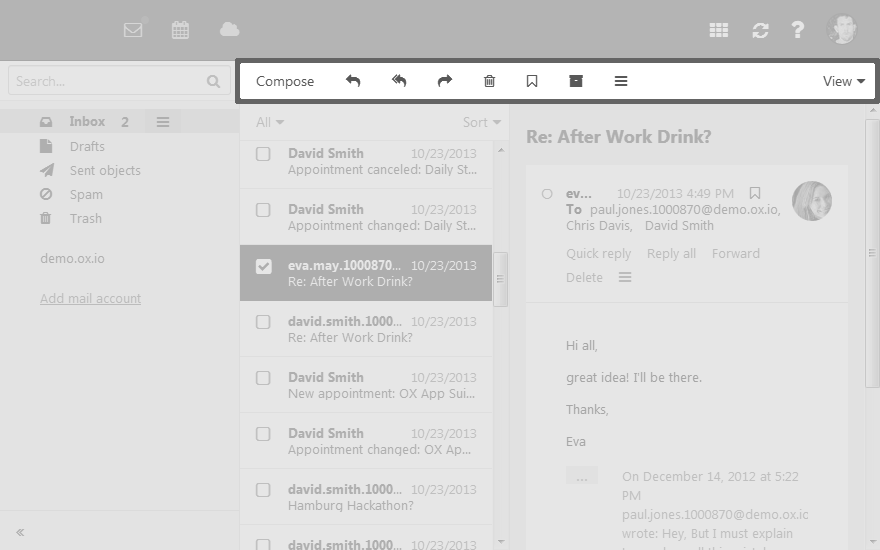 Search...
Compose
View
Inbox 2
Drafts
Sent objects
Spam
Trash
demo.ox.io
Add mail account
All
Sort
David Smith 10/23/2013
Appointment canceled: Daily St...
David Smith 10/23/2013
Appointment changed: Daily St...
eva.may.1000870... 10/23/2013
Re: After Work Drink?
david.smith.1000... 10/23/2013
Re: After Work Drink?
David Smith 10/23/2013
New appointment: OX App Sui...
David Smith 10/23/2013
Appointment changed: OX Ap...
david.smith.1000... 10/23/2013
Hamburg Hackathon?
david.smith.1000... 10/23/2013
Re: After Work Drink?
ev... 10/23/2013 4:49 PM
To paul.jones.1000870@demo.ox.io,
Chris Davis, David Smith
Quick reply Reply all Forward
Delete
Hi all,
great idea! I'll be there.
Thanks,
Eva
... On December 14, 2012 at 5:22
PM
paul.jones.1000870@demo.ox.io
wrote: Hey, But I must explain